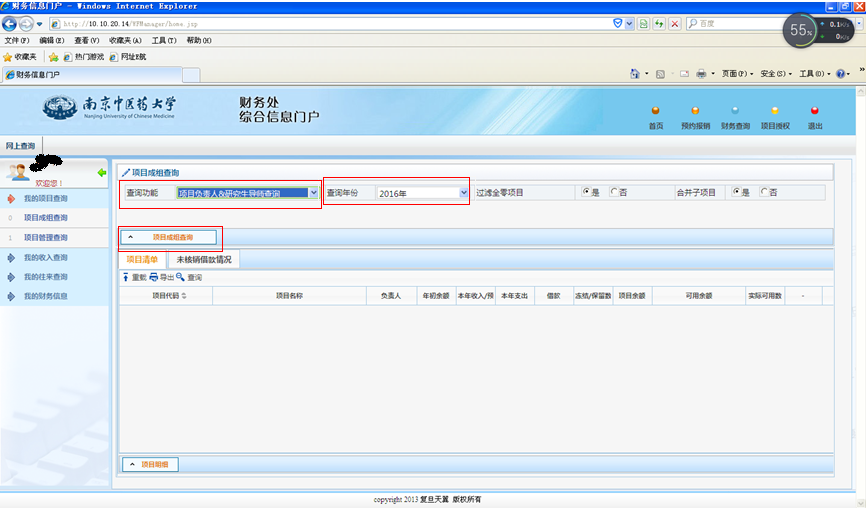 财务信息门户 - Windows Internet Explorer
http://10.10.20.14/YFManager/home.jsp
百度
55%
0.1K/s
0K/s
文件(F) 编辑(E) 查看(V) 收藏夹(A) 工具(T) 帮助(H)
收藏夹 热门游戏 网址E航
财务信息门户
页面(P) 安全(S) 工具(O)
南京中医药大学
Nanjing University of Chinese Medicine
财务处
综合信息门户
首页 预约报销 财务查询 项目授权 退出
网上查询
欢迎您!
我的项目查询
0 项目成组查询
1 项目管理查询
我的收入查询
我的往来查询
我的财务信息
项目成组查询
查询功能 项目负责人&研究生导师查询 查询年份 2016年 过滤全零项目 是 否 合并子项目 是 否
项目成组查询
项目清单 未核销借款情况
重载 导出 查询
项目代码 项目名称 负责人 年初余额 本年收入/预 本年支出 借款 冻结/保留数 项目余额 可用余额 实际可用数 -
项目明细
copyright 2013 复旦天翼 版权所有